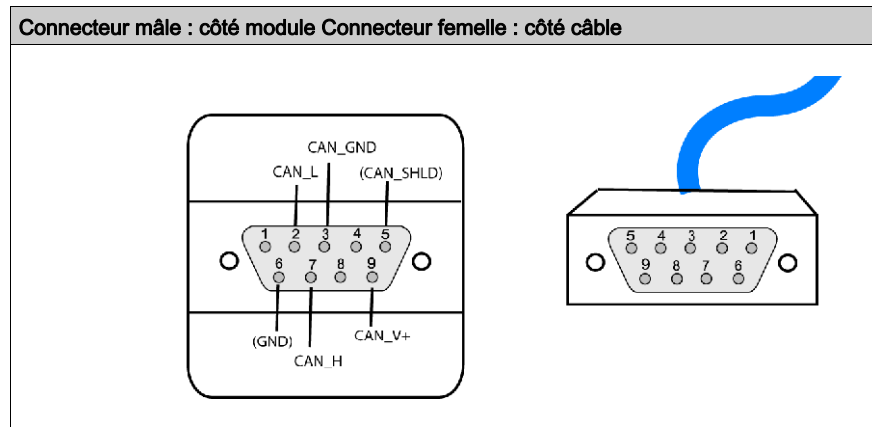 Connecteur mâle : côté module Connecteur femelle : côté câble
CAN_GND
CAN_L (CAN_SHLD)
1 2 3 4 5
6 7 8 9
(GND) CAN_V+
CAN_H
5 4 3 2 1
9 8 7 6